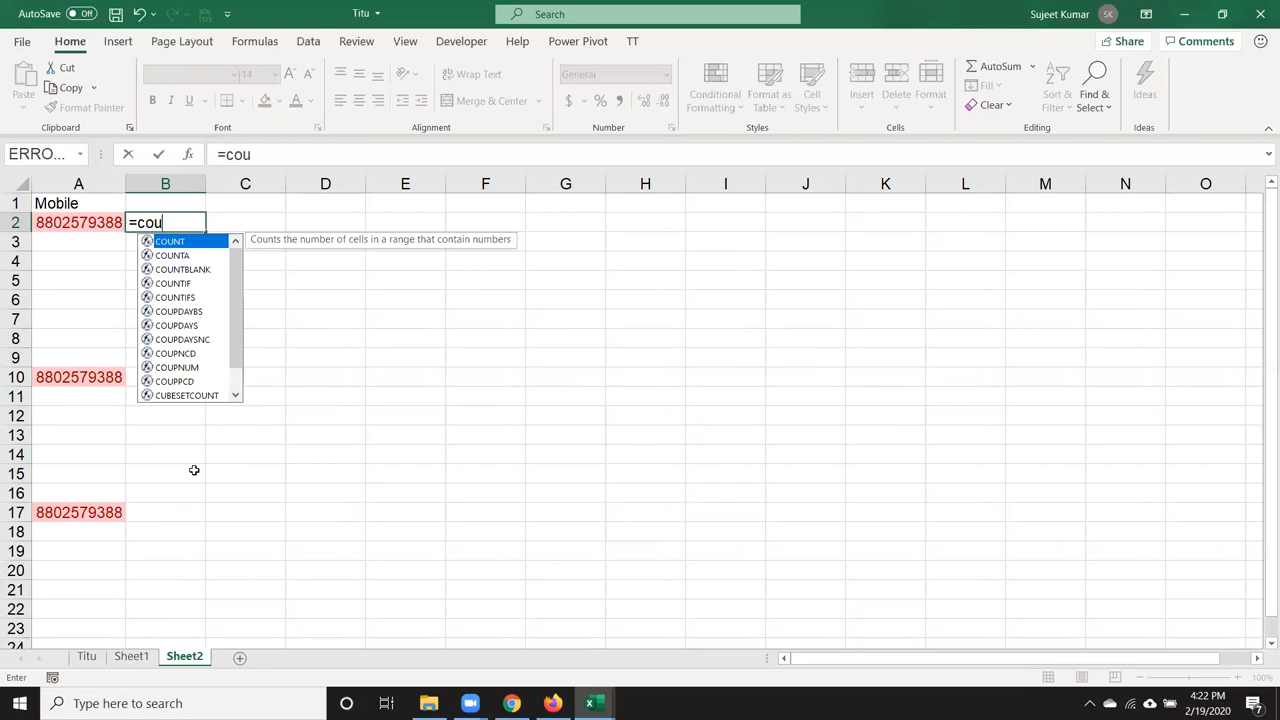 AutoSave Off Titu Search Sujeet Kumar SK
File Home Insert Page Layout Formulas Data Review View Developer Help Power Pivot TT Share Comments
Paste Cut Copy Format Painter
14
Wrap Text
Merge & Center
General
$ % ,
Conditional Formatting
Format as Table
Cell Styles
Insert Delete Format
AutoSum
Fill
Clear
Sort & Filter
Find & Select
Ideas
Clipboard Font Alignment Number Styles Cells Editing Ideas
ERRO... fx =cou
A B C D E F G H I J K L M N O
1 Mobile
2 8802579388 =cou
3
4
5
6
7
8
9
10 8802579388
11
12
13
14
15
16
17 8802579388
18
19
20
21
22
23
24
COUNT
COUNTA
COUNTBLANK
COUNTIF
COUNTIFS
COUPDAYBS
COUPDAYS
COUPDAYSNC
COUPNCD
COUPNUM
COUPPCD
CUBESETCOUNT
Counts the number of cells in a range that contain numbers
Titu Sheet1 Sheet2
Enter 100%
Type here to search
4:22 PM
2/19/2020
7